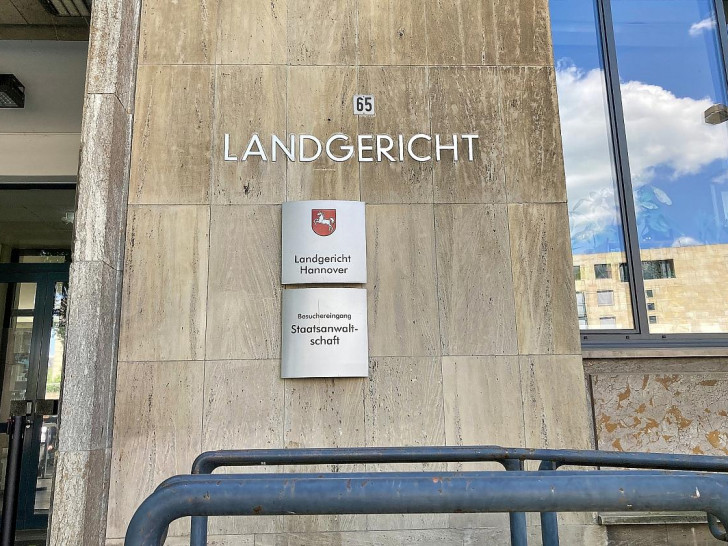 65
LANDGERICHT
Landgericht
Hannover
Besuchereingang
Staatsanwalt-
schaft